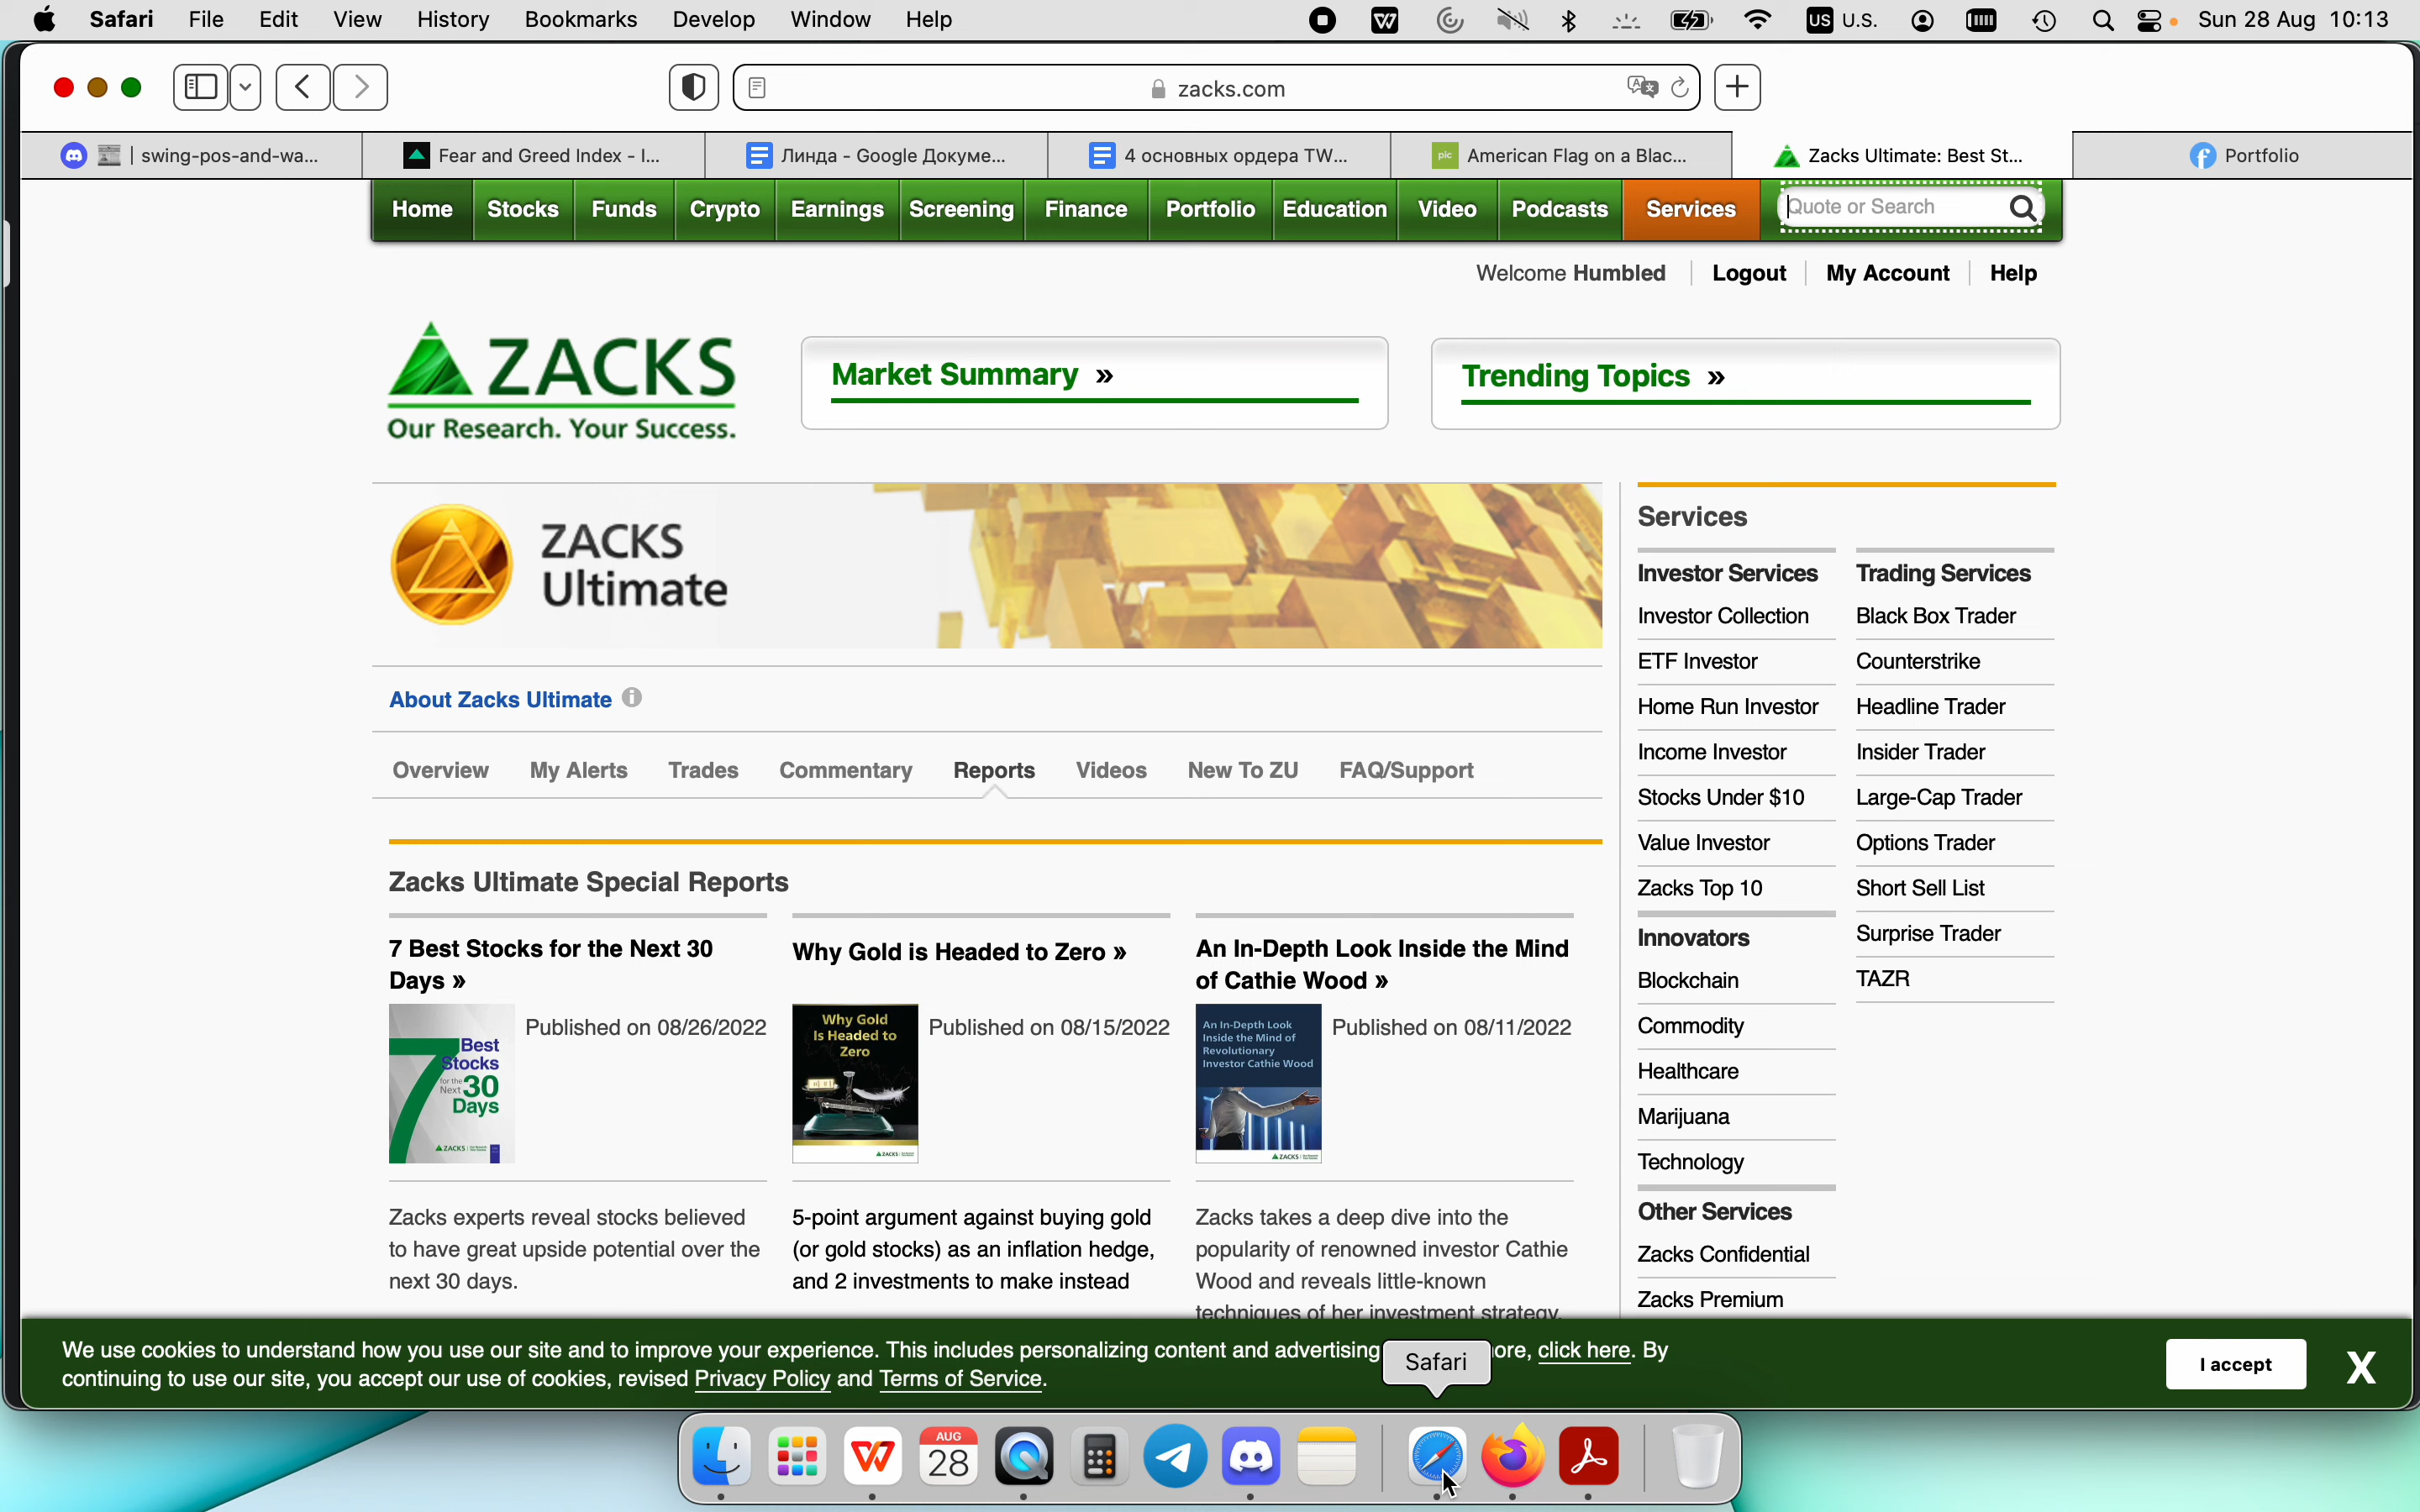 Safari File Edit View History Bookmarks Develop Window Help US U.S. Sun 28 Aug 10:13
zacks.com
| swing-pos-and-wa... Fear and Greed Index - I... Линда - Google Докуме... 4 основных ордера TW... pic American Flag on a Blac... Zacks Ultimate: Best St... Portfolio
Home Stocks Funds Crypto Earnings Screening Finance Portfolio Education Video Podcasts Services Quote or Search
Welcome Humbled Logout My Account Help
ZACKS
Our Research. Your Success.
Market Summary »
Trending Topics »
ZACKS
Ultimate
About Zacks Ultimate
Overview My Alerts Trades Commentary Reports Videos New To ZU FAQ/Support
Zacks Ultimate Special Reports
7 Best Stocks for the Next 30
Days »
Published on 08/26/2022
7 Best
Stocks
for the
Next 30
Days
ZACKS
Zacks experts reveal stocks believed
to have great upside potential over the
next 30 days.
Why Gold is Headed to Zero »
Published on 08/15/2022
Why Gold
Is Headed to
Zero
ZACKS
5-point argument against buying gold
(or gold stocks) as an inflation hedge,
and 2 investments to make instead
An In-Depth Look Inside the Mind
of Cathie Wood »
Published on 08/11/2022
An In-Depth Look
Inside the Mind of
Revolutionary
Investor Cathie Wood
ZACKS
Zacks takes a deep dive into the
popularity of renowned investor Cathie
Wood and reveals little-known
techniques of her investment strategy.
Services
Investor Services
Investor Collection
ETF Investor
Home Run Investor
Income Investor
Stocks Under $10
Value Investor
Zacks Top 10
Innovators
Blockchain
Commodity
Healthcare
Marijuana
Technology
Other Services
Zacks Confidential
Zacks Premium
Trading Services
Black Box Trader
Counterstrike
Headline Trader
Insider Trader
Large-Cap Trader
Options Trader
Short Sell List
Surprise Trader
TAZR
We use cookies to understand how you use our site and to improve your experience. This includes personalizing content and advertising ore, click here. By
continuing to use our site, you accept our use of cookies, revised Privacy Policy and Terms of Service.
I accept X
Safari
AUG
28